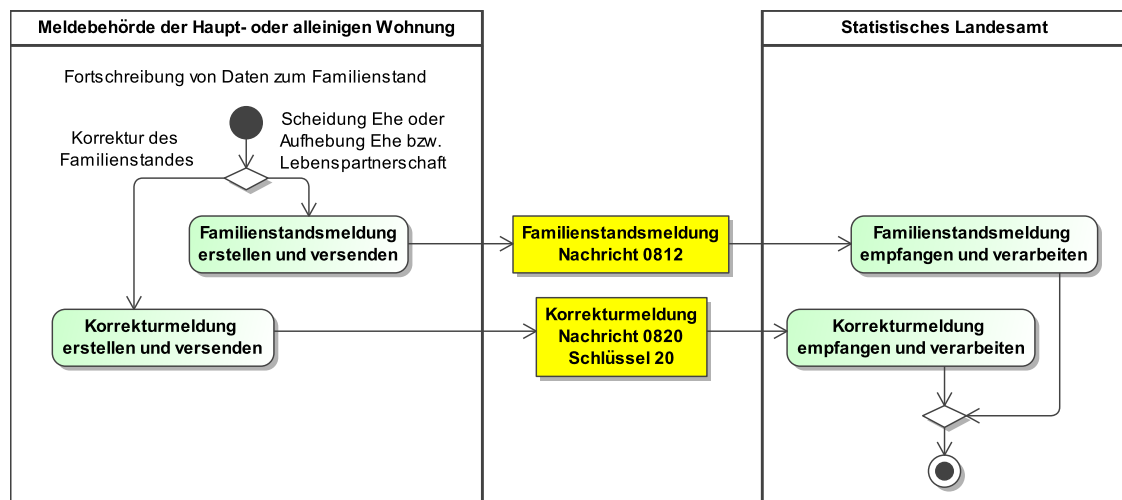 Meldebehörde der Haupt- oder alleinigen Wohnung
Statistisches Landesamt
Fortschreibung von Daten zum Familienstand
Korrektur des
Familienstandes
Scheidung Ehe oder
Aufhebung Ehe bzw.
Lebenspartnerschaft
Familienstandsmeldung
erstellen und versenden
Familienstandsmeldung
Nachricht 0812
Familienstandsmeldung
empfangen und verarbeiten
Korrekturmeldung
erstellen und versenden
Korrekturmeldung
Nachricht 0820
Schlüssel 20
Korrekturmeldung
empfangen und verarbeiten